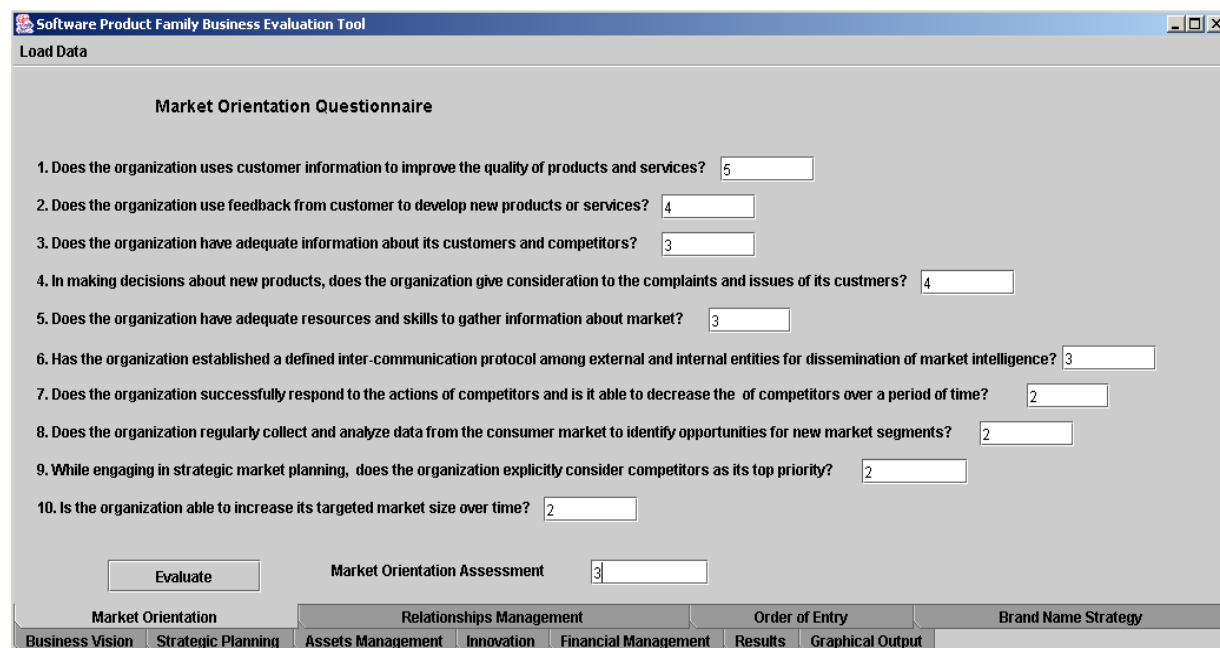 Software Product Family Business Evaluation Tool
Load Data
Market Orientation Questionnaire
1. Does the organization uses customer information to improve the quality of products and services? 5
2. Does the organization use feedback from customer to develop new products or services? 4
3. Does the organization have adequate information about its customers and competitors? 3
4. In making decisions about new products, does the organization give consideration to the complaints and issues of its custmers? 4
5. Does the organization have adequate resources and skills to gather information about market? 3
6. Has the organization established a defined inter-communication protocol among external and internal entities for dissemination of market intelligence? 3
7. Does the organization successfully respond to the actions of competitors and is it able to decrease the of competitors over a period of time? 2
8. Does the organization regularly collect and analyze data from the consumer market to identify opportunities for new market segments? 2
9. While engaging in strategic market planning, does the organization explicitly consider competitors as its top priority? 2
10. Is the organization able to increase its targeted market size over time? 2
Evaluate Market Orientation Assessment 3
Market Orientation Relationships Management Order of Entry Brand Name Strategy
Business Vision Strategic Planning Assets Management Innovation Financial Management Results Graphical Output